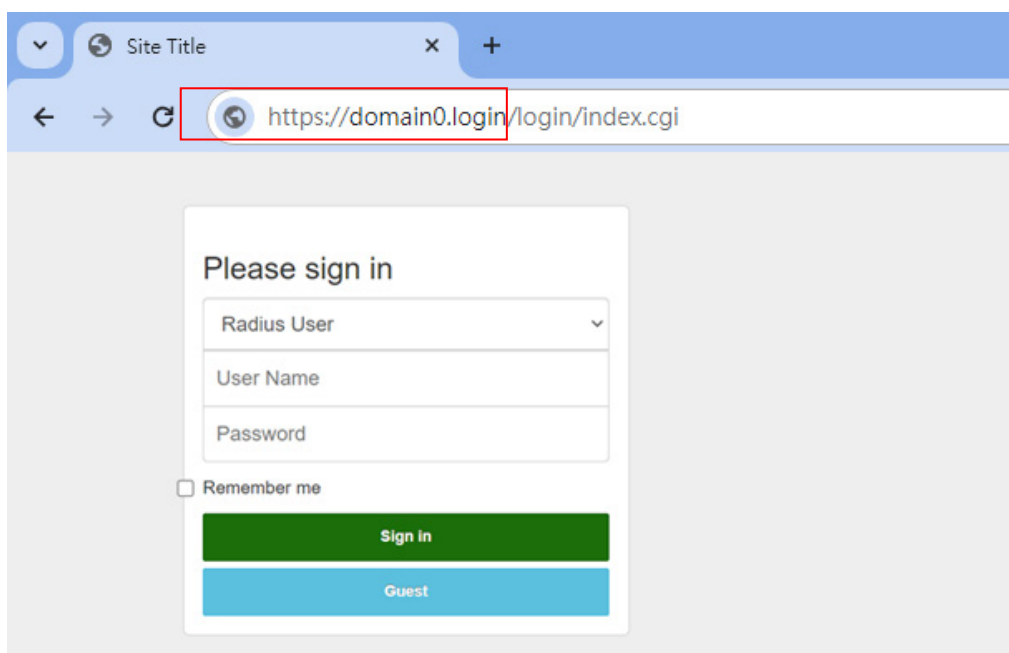 Site Title
https://domain0.login/login/index.cgi
Please sign in
Radius User
User Name
Password
Remember me
Sign in
Guest